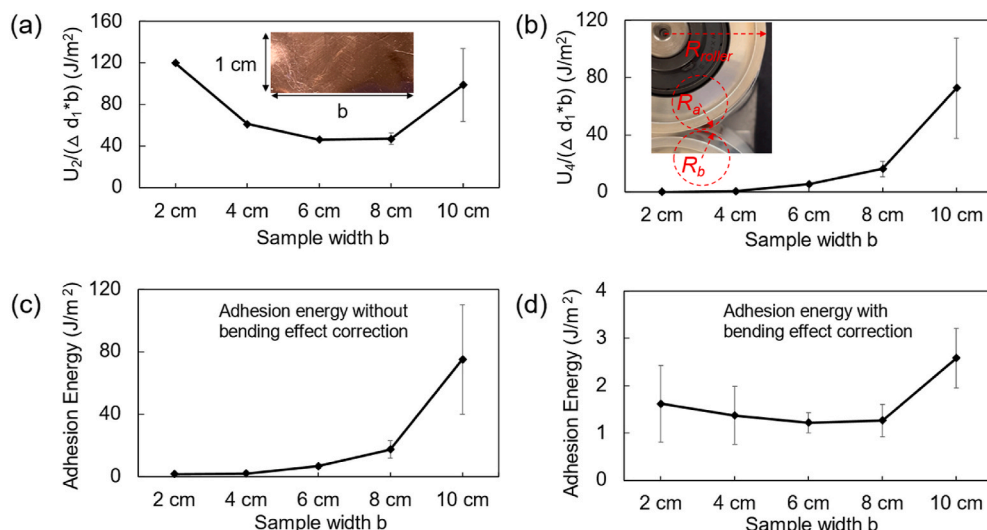 (a)
U₂/(Δ d₁*b) (J/m²)
160
120
80
40
0
1 cm
b
2 cm 4 cm 6 cm 8 cm 10 cm
Sample width b
(b)
U₄/(Δ d₁*b) (J/m²)
120
80
40
0
R_roller
R_a
R_b
2 cm 4 cm 6 cm 8 cm 10 cm
Sample width b
(c)
Adhesion Energy (J/m²)
120
80
40
0
Adhesion energy without
bending effect correction
2 cm 4 cm 6 cm 8 cm 10 cm
Sample width b
(d)
Adhesion Energy (J/m²)
4
3
2
1
0
Adhesion energy with
bending effect correction
2 cm 4 cm 6 cm 8 cm 10 cm
Sample width b